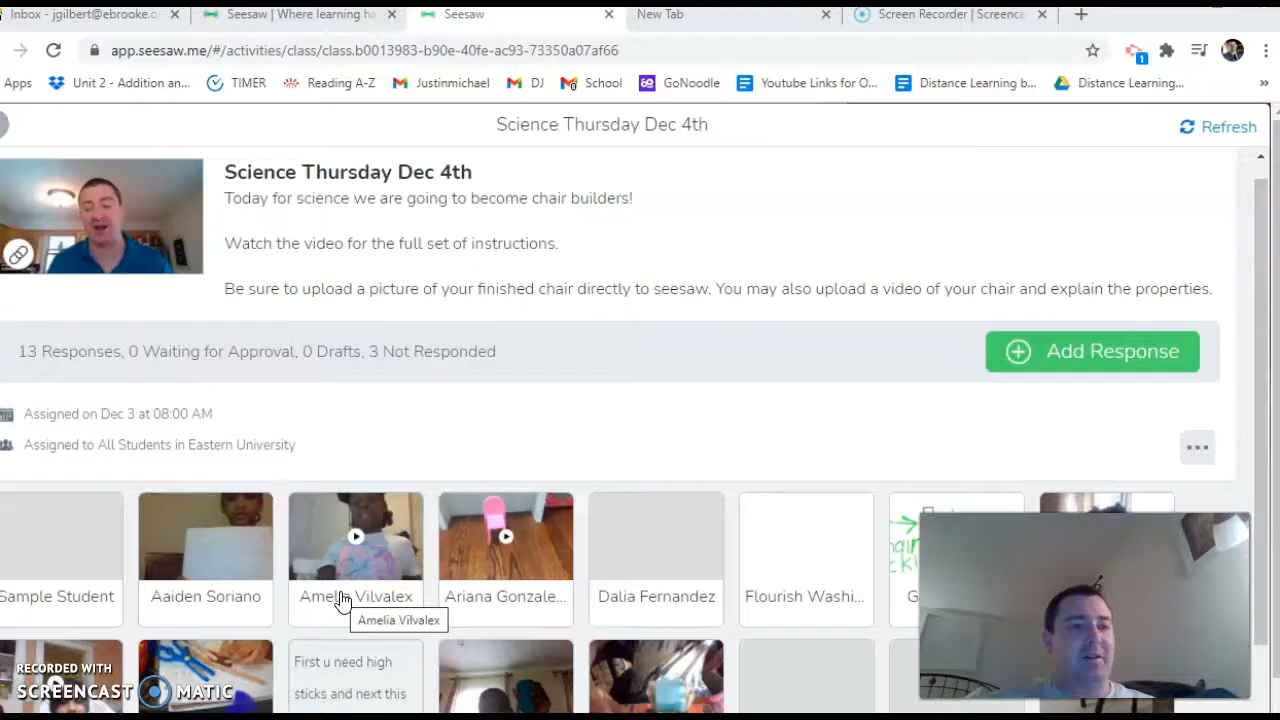 Inbox - jgilbert@ebrooke.o
Seesaw | Where learning ha
Seesaw
New Tab
Screen Recorder | Screenca
app.seesaw.me/#/activities/class/class.b0013983-b90e-40fe-ac93-73350a07af66
1
Apps
Unit 2 - Addition an...
TIMER
Reading A-Z
Justinmichael
DJ
School
GoNoodle
Youtube Links for O...
Distance Learning b...
Distance Learning...
Science Thursday Dec 4th
Refresh
Science Thursday Dec 4th
Today for science we are going to become chair builders!
Watch the video for the full set of instructions.
Be sure to upload a picture of your finished chair directly to seesaw. You may also upload a video of your chair and explain the properties.
13 Responses, 0 Waiting for Approval, 0 Drafts, 3 Not Responded
Add Response
Assigned on Dec 3 at 08:00 AM
Assigned to All Students in Eastern University
Sample Student
Aaiden Soriano
Amelia Vilvalex
Ariana Gonzale...
Dalia Fernandez
Flourish Washi...
G
Amelia Vilvalex
First u need high
sticks and next this
RECORDED WITH
SCREENCAST MATIC